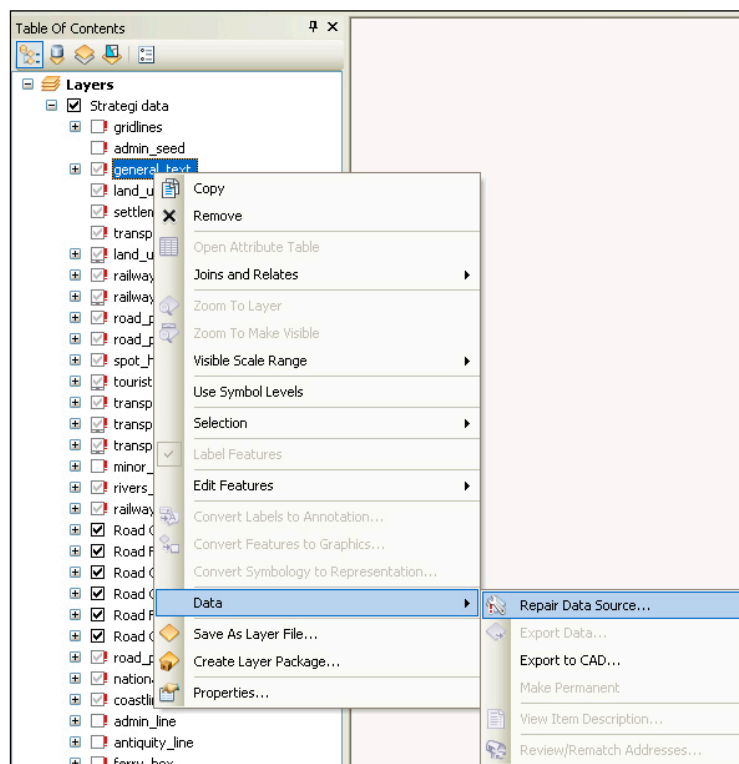 Table Of Contents
Layers
Strategi data
gridlines
admin_seed
general_text
land_u
settlem
transp
land_u
railway
railway
road_p
road_p
spot_h
tourist
transp
transp
transp
minor_
rivers_
railway
Road
Road F
Road
Road
Road F
Road
road_p
nation
coastli
admin_line
antiquity_line
ferry_box
Copy
Remove
Open Attribute Table
Joins and Relates
Zoom To Layer
Zoom To Make Visible
Visible Scale Range
Use Symbol Levels
Selection
Label Features
Edit Features
Convert Labels to Annotation...
Convert Features to Graphics...
Convert Symbology to Representation...
Data
Save As Layer File...
Create Layer Package...
Properties...
Repair Data Source...
Export Data...
Export to CAD...
Make Permanent
View Item Description...
Review/Rematch Addresses...